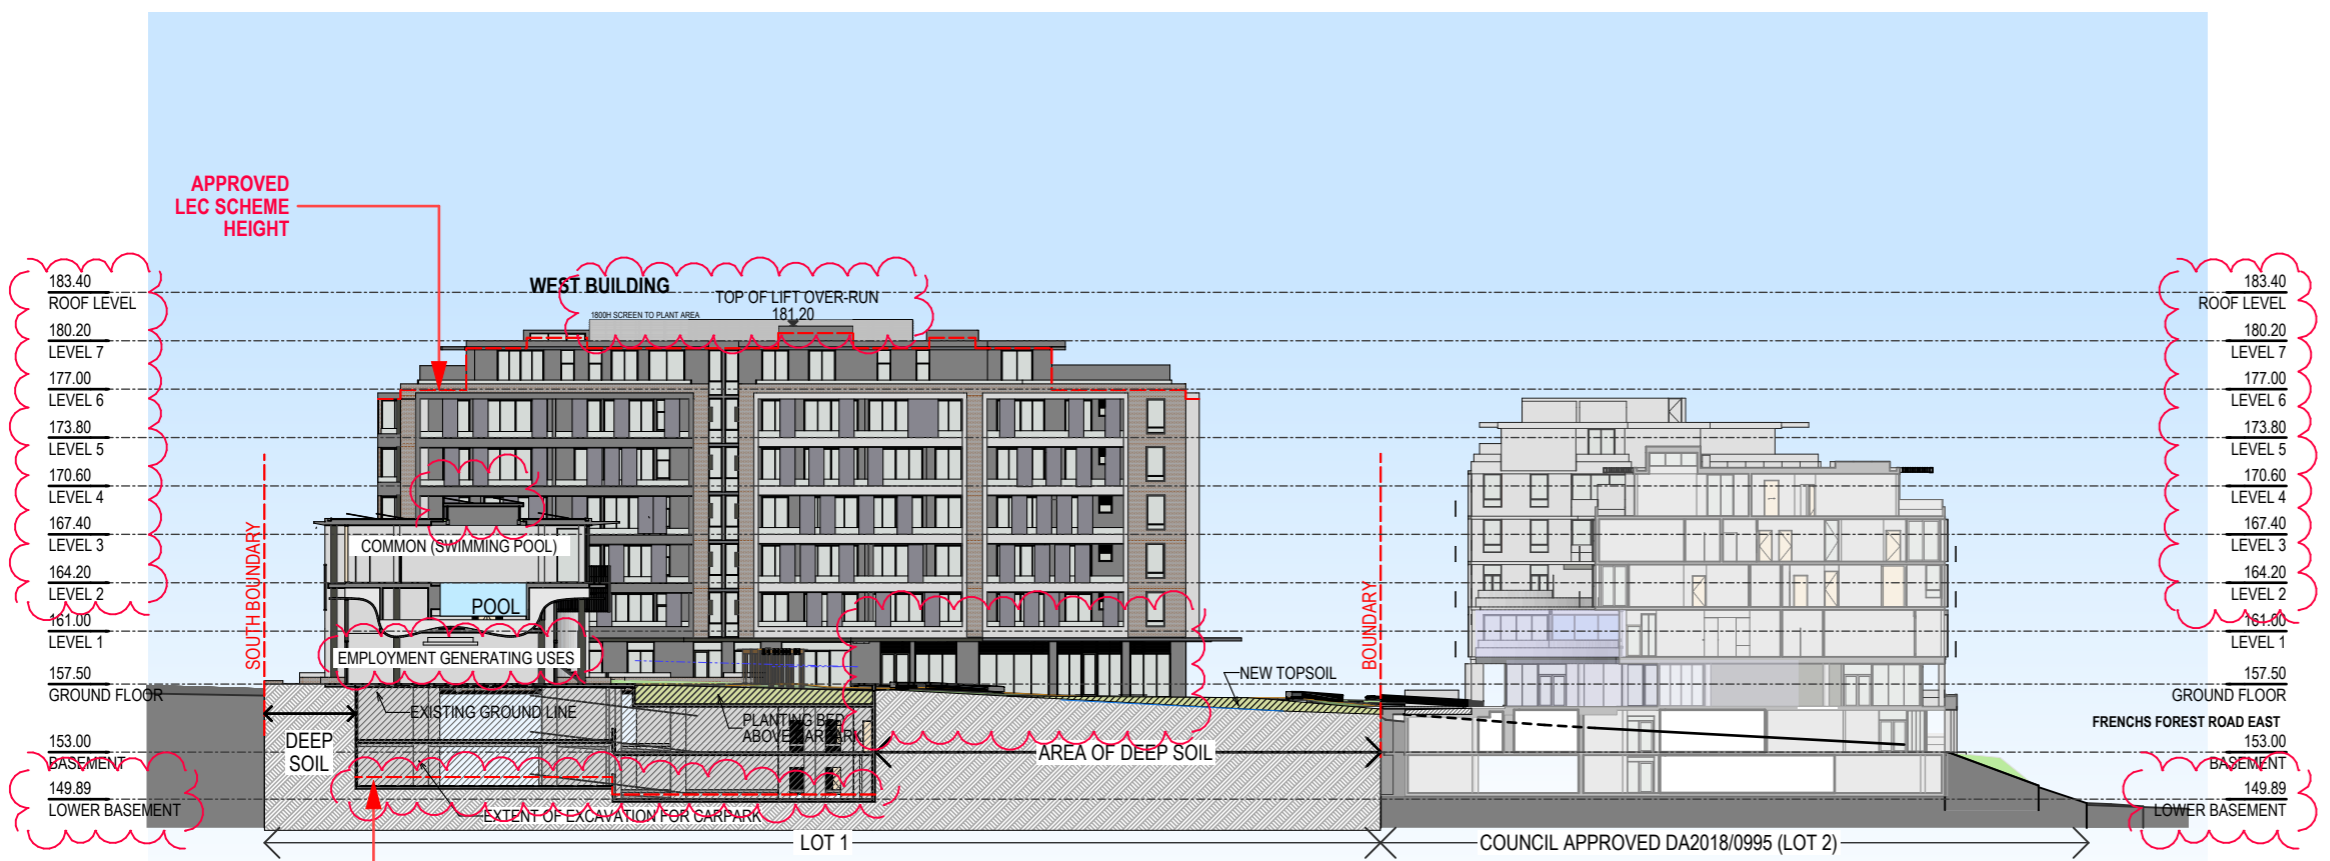 APPROVED
LEC SCHEME
HEIGHT
WEST BUILDING
TOP OF LIFT OVER-RUN
181.20
1800H SCREEN TO PLANT AREA
183.40
ROOF LEVEL
180.20
LEVEL 7
177.00
LEVEL 6
173.80
LEVEL 5
170.60
LEVEL 4
167.40
LEVEL 3
164.20
LEVEL 2
161.00
LEVEL 1
157.50
GROUND FLOOR
153.00
BASEMENT
149.89
LOWER BASEMENT
SOUTH BOUNDARY
COMMON (SWIMMING POOL)
POOL
EMPLOYMENT GENERATING USES
EXISTING GROUND LINE
PLANTING BED
ABOVE CARPARK
DEEP
SOIL
AREA OF DEEP SOIL
EXTENT OF EXCAVATION FOR CARPARK
NEW TOPSOIL
BOUNDARY
LOT 1
COUNCIL APPROVED DA2018/0995 (LOT 2)
183.40
ROOF LEVEL
180.20
LEVEL 7
177.00
LEVEL 6
173.80
LEVEL 5
170.60
LEVEL 4
167.40
LEVEL 3
164.20
LEVEL 2
161.00
LEVEL 1
157.50
GROUND FLOOR
FRENCHS FOREST ROAD EAST
153.00
BASEMENT
149.89
LOWER BASEMENT